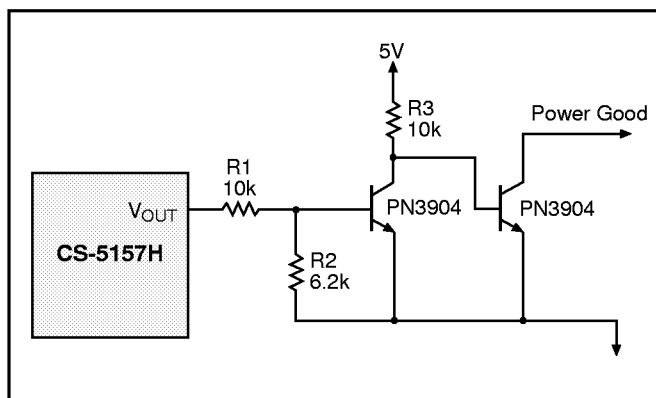 5V
R3
10k
Power Good
R1
10k
VOUT
PN3904
PN3904
CS-5157H
R2
6.2k